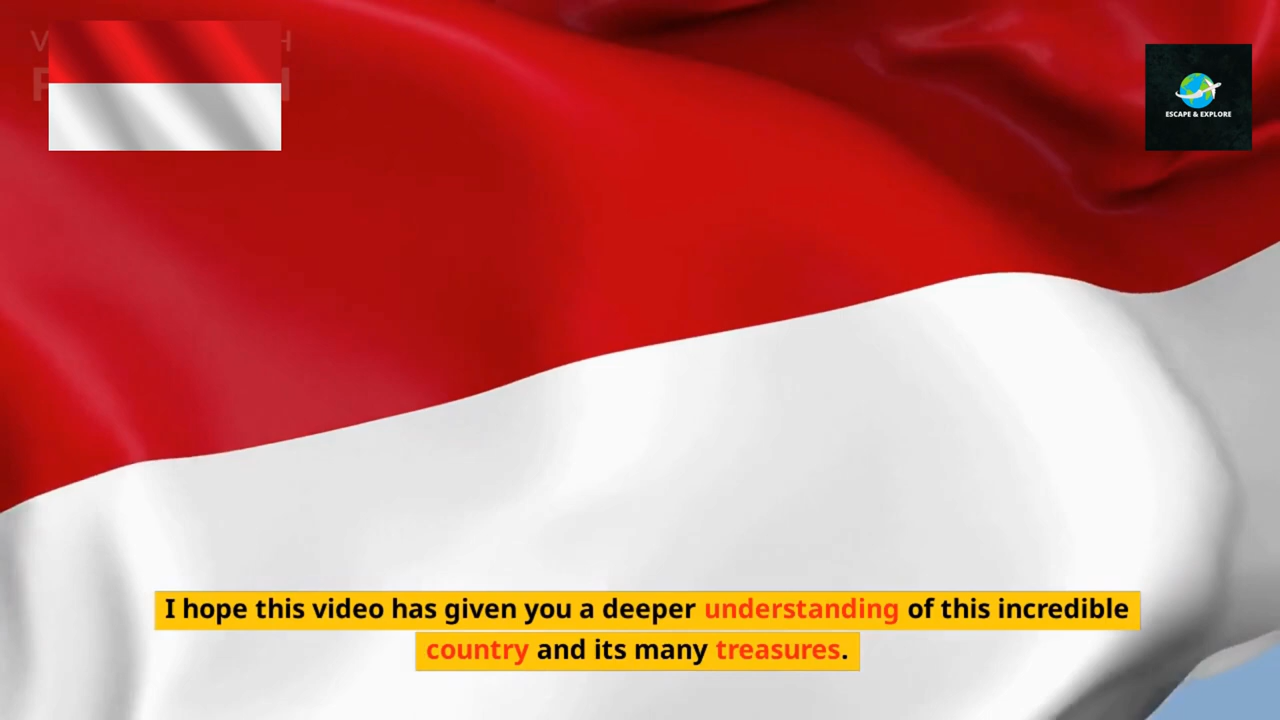 ESCAPE & EXPLORE
I hope this video has given you a deeper understanding of this incredible
country and its many treasures.